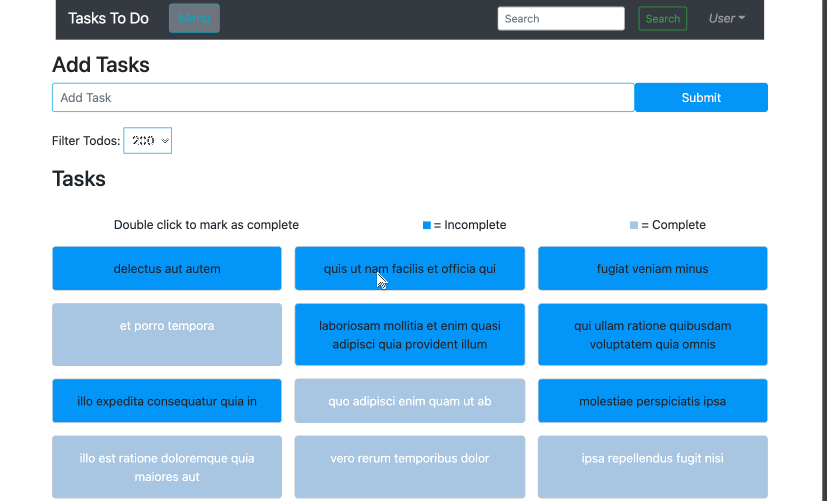 Tasks To Do Menu Search Search User
Add Tasks
Add Task Submit
Filter Todos: 200
Tasks
Double click to mark as complete = Incomplete = Complete
delectus aut autem quis ut nam facilis et officia qui fugiat veniam minus
et porro tempora laboriosam mollitia et enim quasi qui ullam ratione quibusdam
adipisci quia provident illum voluptatem quia omnis
illo expedita consequatur quia in quo adipisci enim quam ut ab molestiae perspiciatis ipsa
illo est ratione doloremque quia vero rerum temporibus dolor ipsa repellendus fugit nisi
maiores aut